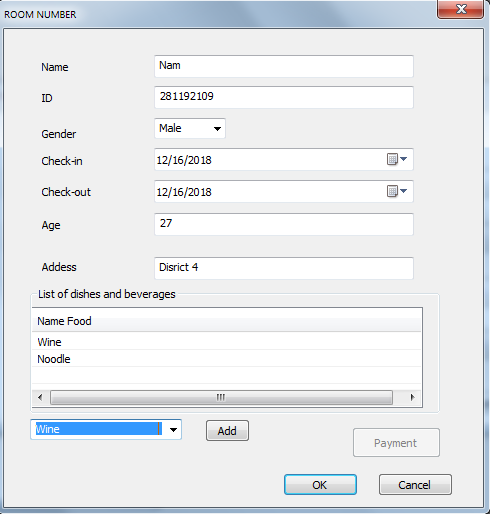 ROOM NUMBER
Name Nam
ID 281192109
Gender Male
Check-in 12/16/2018
Check-out 12/16/2018
Age 27
Addess Disrict 4
List of dishes and beverages
Name Food
Wine
Noodle
Wine Add
Payment
OK Cancel